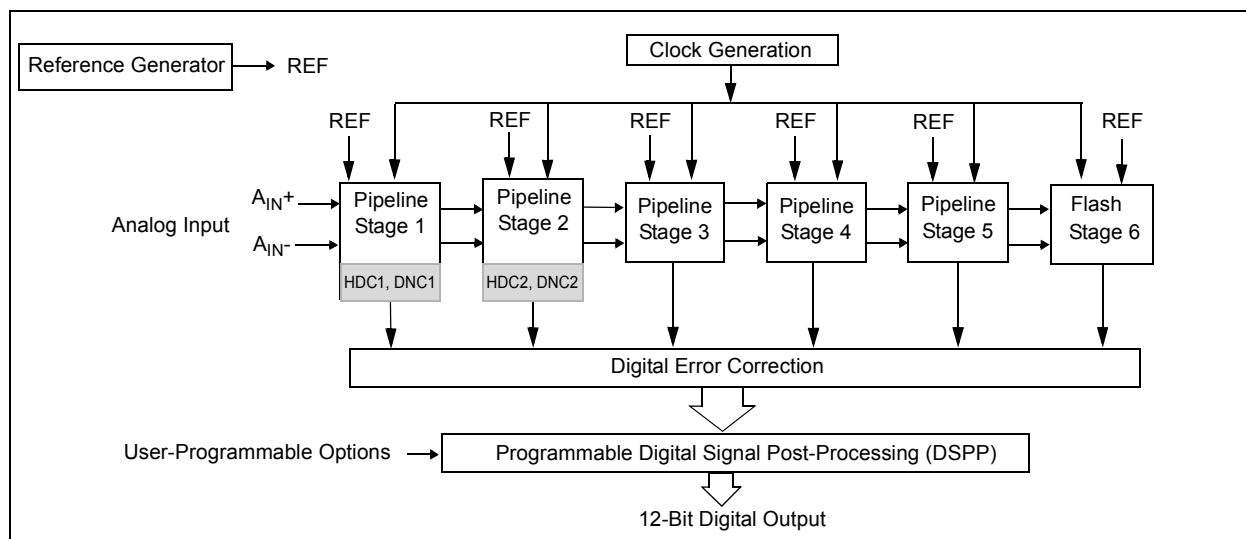 Reference Generator
REF
Clock Generation
REF
REF
REF
REF
REF
REF
Analog Input
AIN+
AIN-
Pipeline
Stage 1
HDC1, DNC1
Pipeline
Stage 2
HDC2, DNC2
Pipeline
Stage 3
Pipeline
Stage 4
Pipeline
Stage 5
Flash
Stage 6
Digital Error Correction
User-Programmable Options
Programmable Digital Signal Post-Processing (DSPP)
12-Bit Digital Output